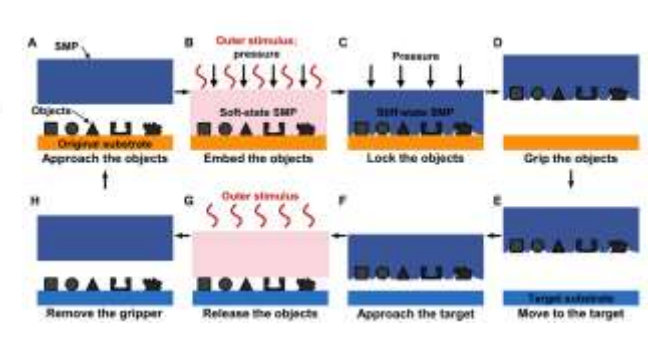 A
SMP
Objects
Original substrate
Approach the objects
B
Outer stimulus;
pressure
Soft-state SMP
Embed the objects
C
Pressure
Stiff-state SMP
Lock the objects
D
Grip the objects
E
Target substrate
Move to the target
F
Approach the target
G
Outer stimulus
Release the objects
H
Remove the gripper